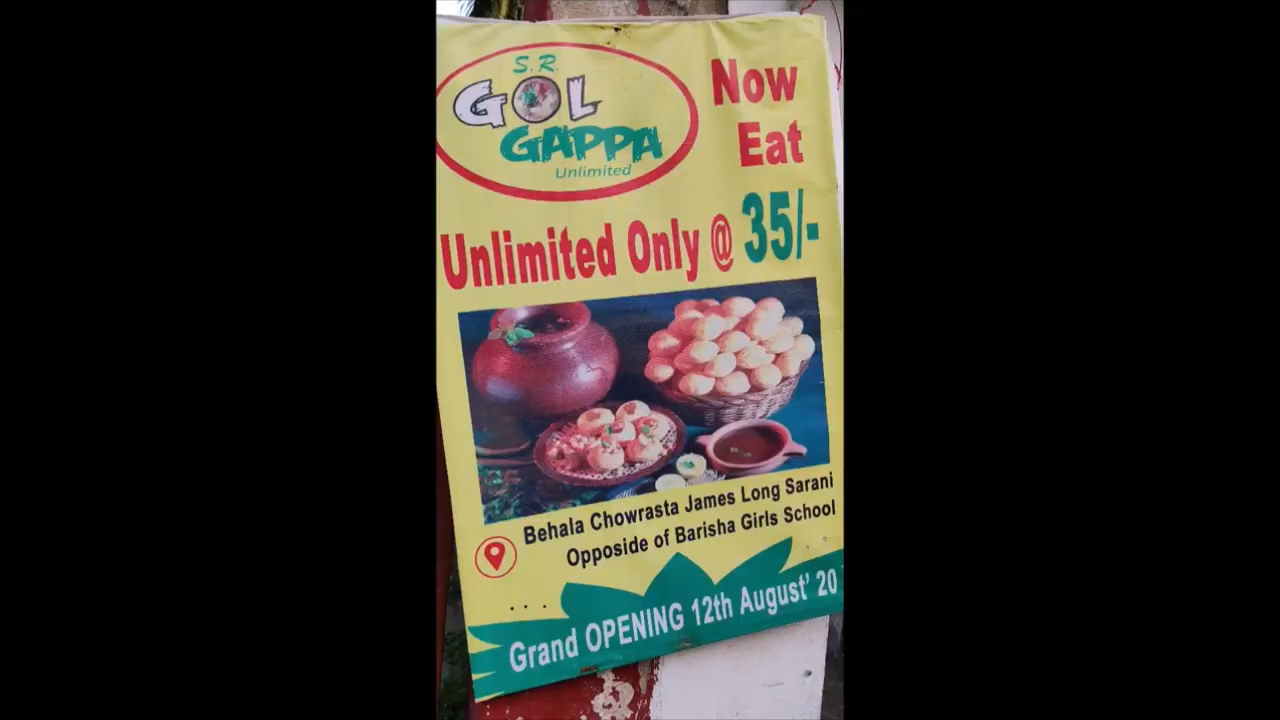 S.R.
GOL
GAPPA
Unlimited
Now
Eat
Unlimited Only @ 35/-
Behala Chowrasta James Long Sarani
Opposide of Barisha Girls School
Grand OPENING 12th August' 20